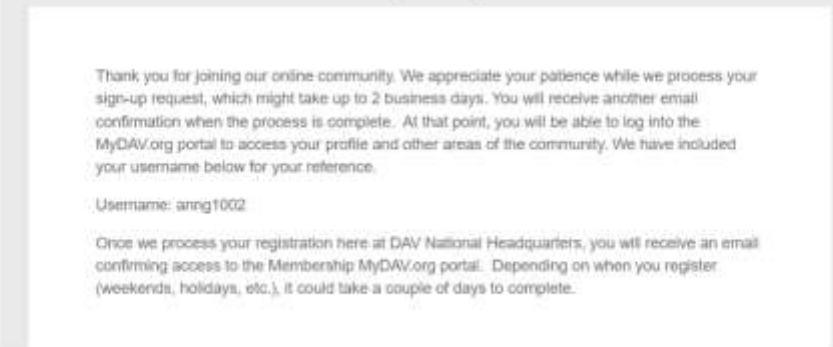 Thank you for joining our online community. We appreciate your patience while we process your
sign-up request, which might take up to 2 business days. You will receive another email
confirmation when the process is complete.  At that point, you will be able to log into the
MyDAV.org portal to access your profile and other areas of the community. We have included
your username below for your reference.
Username: anng1002
Once we process your registration here at DAV National Headquarters, you will receive an email
confirming access to the Membership MyDAV.org portal.  Depending on when you register
(weekends, holidays, etc.), it could take a couple of days to complete.